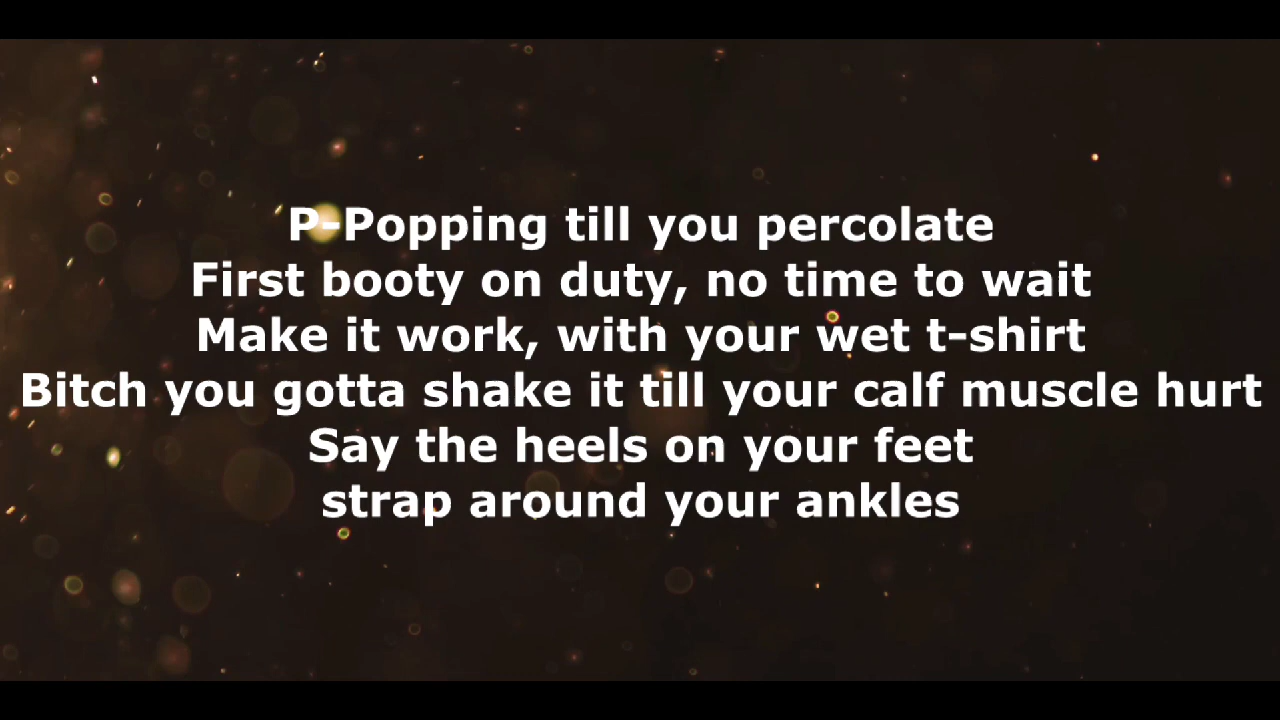 P-Popping till you percolate
First booty on duty, no time to wait
Make it work, with your wet t-shirt
Bitch you gotta shake it till your calf muscle hurt
Say the heels on your feet
strap around your ankles